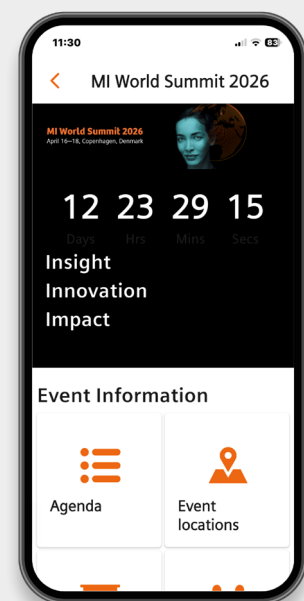 11:30
83
MI World Summit 2026
MI World Summit 2026
April 16–18, Copenhagen, Denmark
12 23 29 15
Days Hrs Mins Secs
Insight
Innovation
Impact
Event Information
Agenda
Event
locations